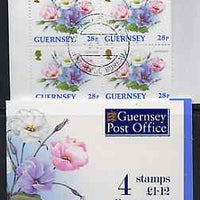 28P
GUERNSEY 28P
GUERNSEY
GUERNSEY 28P
GUERNSEY 28P
Guernsey
Post Office
4
stamps
£1·12